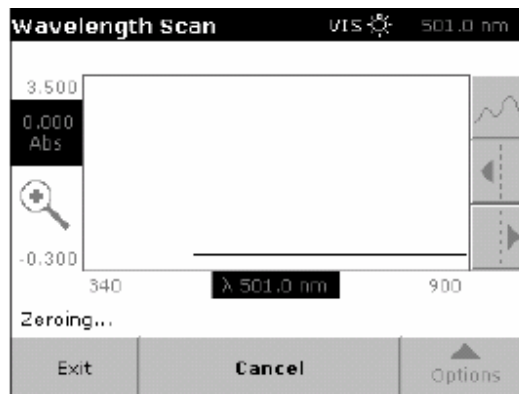 Wavelength Scan VIS 501.0 nm
3.500
0.000
Abs
-0.300
340 λ 501.0 nm 900
Zeroing...
Exit Cancel Options